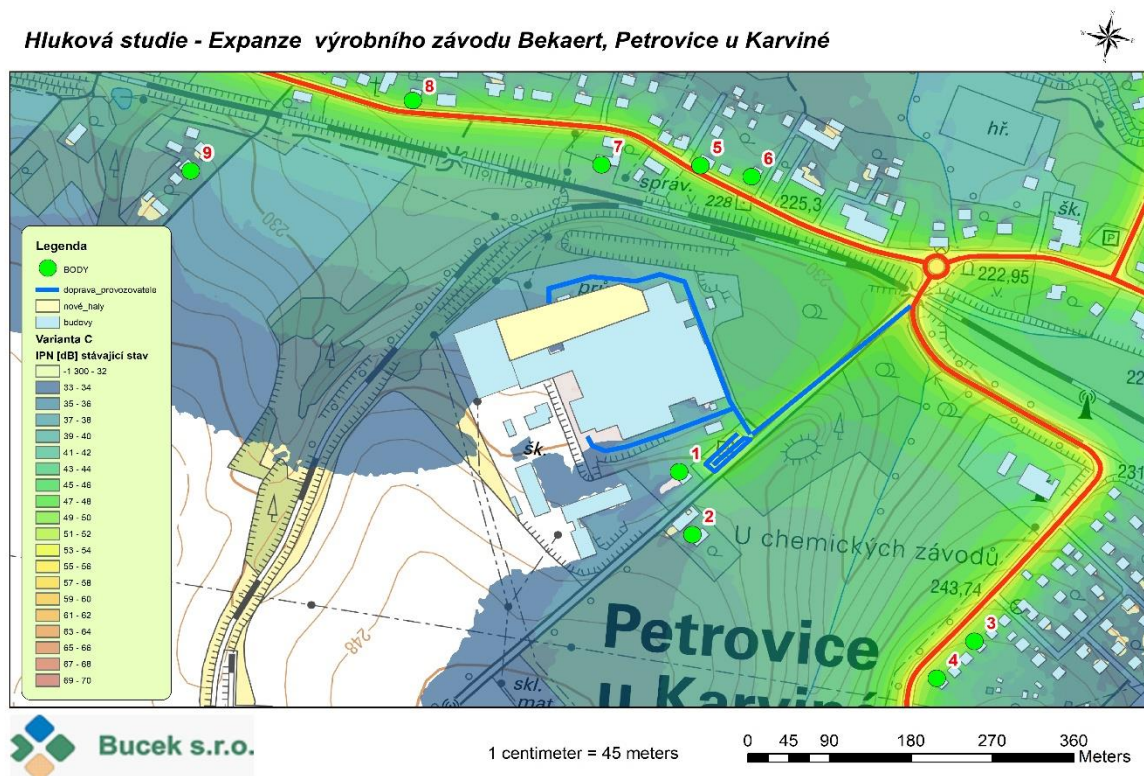 Hluková studie - Expanze výrobního závodu Bekaert, Petrovice u Karviné
8
hř.
9
7
5
6
sprav.
228
225,3
šk.
P
230
230
222,95
Legenda
BODY
doprava_provozovatele
nové_haly
budovy
Varianta C
IPN [dB] stávající stav
-1 300 - 32
33 - 34
35 - 36
37 - 38
39 - 40
41 - 42
43 - 44
45 - 46
47 - 48
49 - 50
51 - 52
53 - 54
55 - 56
57 - 58
59 - 60
61 - 62
63 - 64
65 - 66
67 - 68
69 - 70
prů
22
šk.
1
231
2
U chemických závodů
243,74
3
248
Petrovice
4
u Karviné
skl.
mat.
Bucek s.r.o.
1 centimeter = 45 meters
0 45 90 180 270 360
Meters